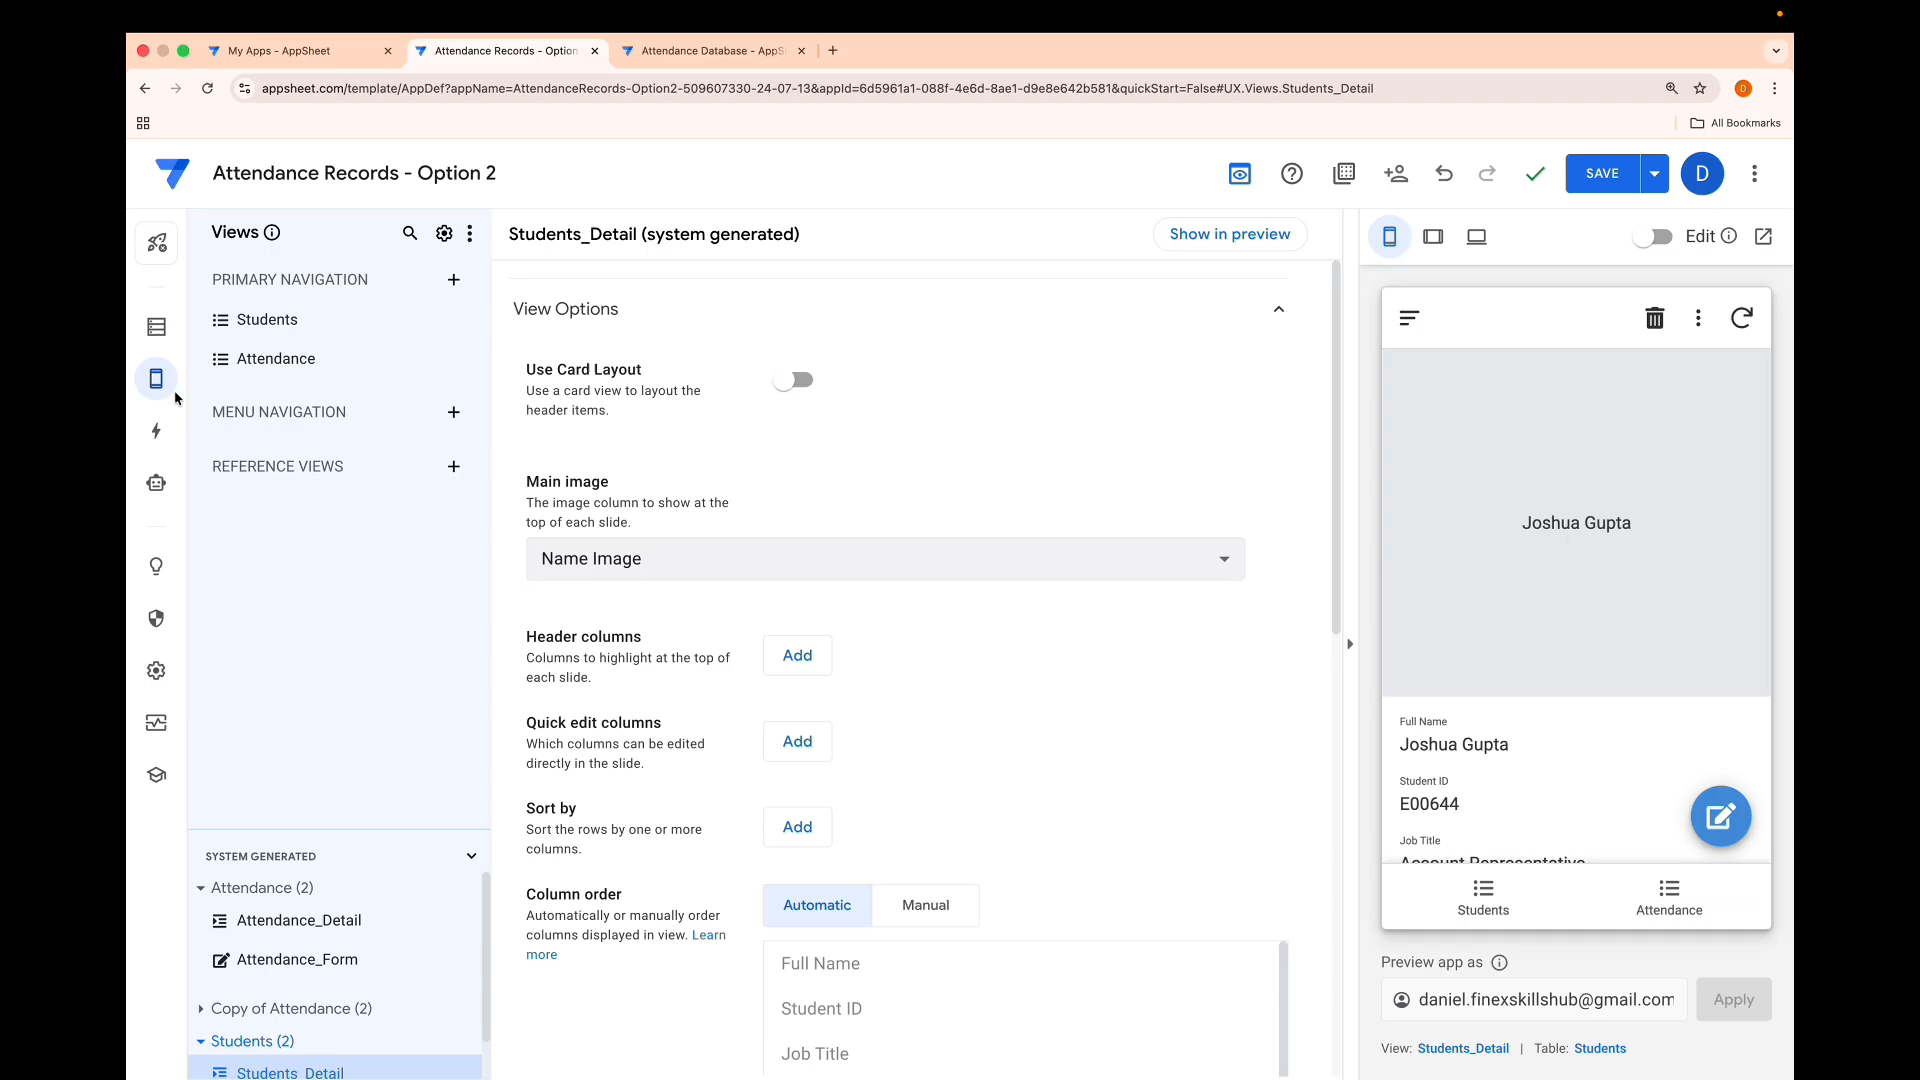 My Apps - AppSheet
Attendance Records - Option
Attendance Database - AppS
appsheet.com/template/AppDef?appName=AttendanceRecords-Option2-509607330-24-07-13&appId=6d5961a1-088f-4e6d-8ae1-d9e8e642b581&quickStart=False#UX.Views.Students_Detail
D
All Bookmarks
Attendance Records - Option 2
SAVE
D
Views
PRIMARY NAVIGATION
Students
Attendance
MENU NAVIGATION
REFERENCE VIEWS
SYSTEM GENERATED
Attendance (2)
Attendance_Detail
Attendance_Form
Copy of Attendance (2)
Students (2)
Students_Detail
Students_Detail (system generated)
Show in preview
View Options
Use Card Layout
Use a card view to layout the
header items.
Main image
The image column to show at the
top of each slide.
Name Image
Header columns
Columns to highlight at the top of
each slide.
Add
Quick edit columns
Which columns can be edited
directly in the slide.
Add
Sort by
Sort the rows by one or more
columns.
Add
Column order
Automatically or manually order
columns displayed in view. Learn
more
Automatic
Manual
Full Name
Student ID
Job Title
Edit
Joshua Gupta
Full Name
Joshua Gupta
Student ID
E00644
Job Title
Account Representative
Students
Attendance
Preview app as
daniel.finexskillshub@gmail.com
Apply
View: Students_Detail | Table: Students